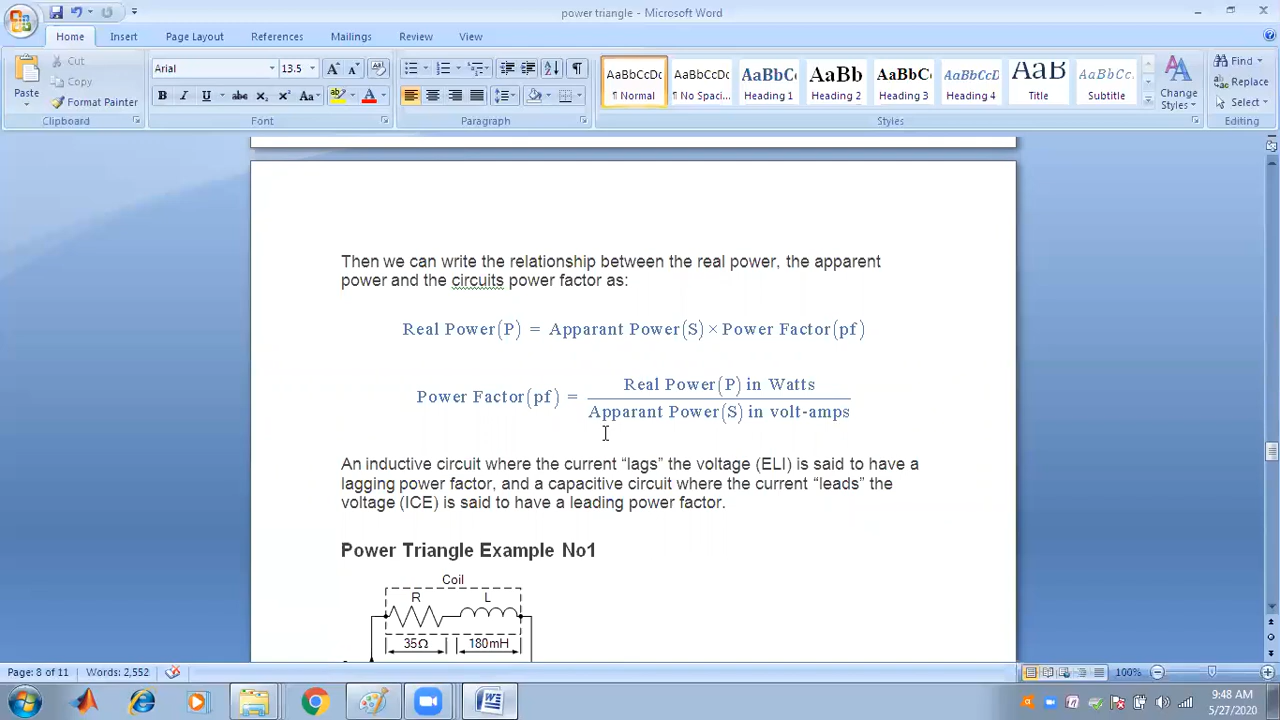 power triangle - Microsoft Word
Home Insert Page Layout References Mailings Review View
Paste
Cut
Copy
Format Painter
Clipboard
Arial 13.5
B I U abc x₂ x² Aa
Font
Paragraph
AaBbCcDc AaBbCcDc AaBbC AaBb AaBbC AaBbCcD AaB AaBbCcD
¶ Normal ¶ No Spaci... Heading 1 Heading 2 Heading 3 Heading 4 Title Subtitle
Change Styles
Styles
Find
Replace
Select
Editing
Then we can write the relationship between the real power, the apparent
power and the circuits power factor as:
Real Power(P) = Apparant Power(S) × Power Factor(pf)
Power Factor(pf) = Real Power(P) in Watts
Apparant Power(S) in volt-amps
An inductive circuit where the current “lags” the voltage (ELI) is said to have a
lagging power factor, and a capacitive circuit where the current “leads” the
voltage (ICE) is said to have a leading power factor.
Power Triangle Example No1
Coil
R L
35Ω 180mH
Page: 8 of 11 Words: 2,552 100%
9:48 AM
5/27/2020